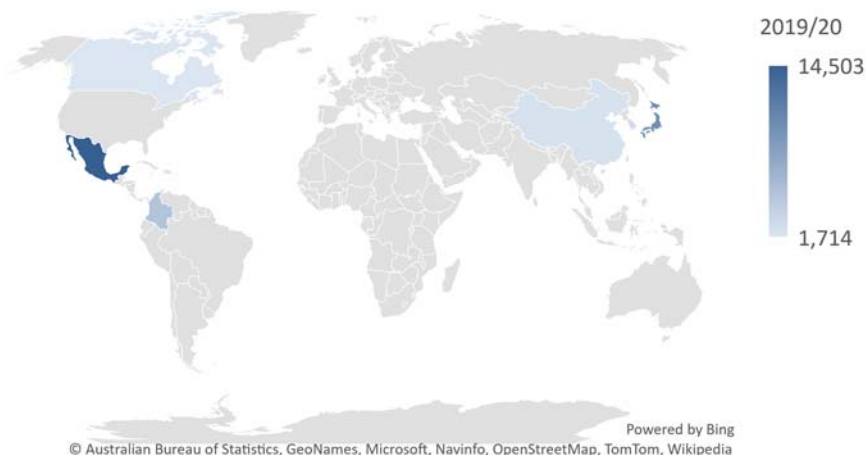 2019/20
14,503
1,714
Powered by Bing
© Australian Bureau of Statistics, GeoNames, Microsoft, Navinfo, OpenStreetMap, TomTom, Wikipedia